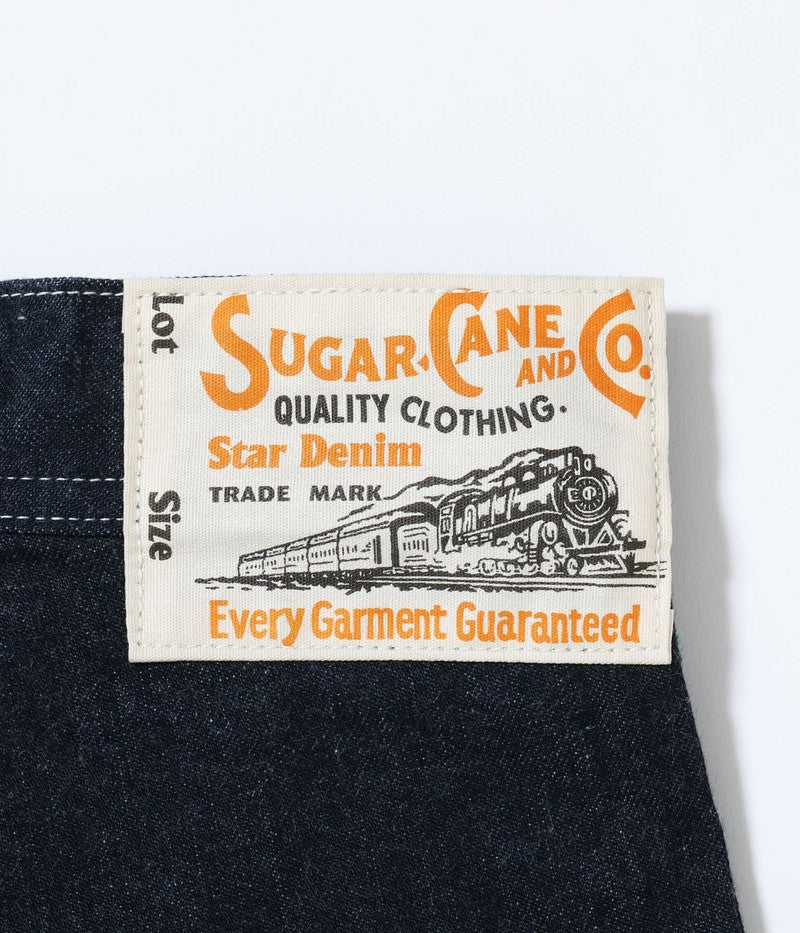 Lot
Size
SUGAR CANE
AND CO.
QUALITY CLOTHING.
Star Denim
TRADE MARK
Every Garment Guaranteed